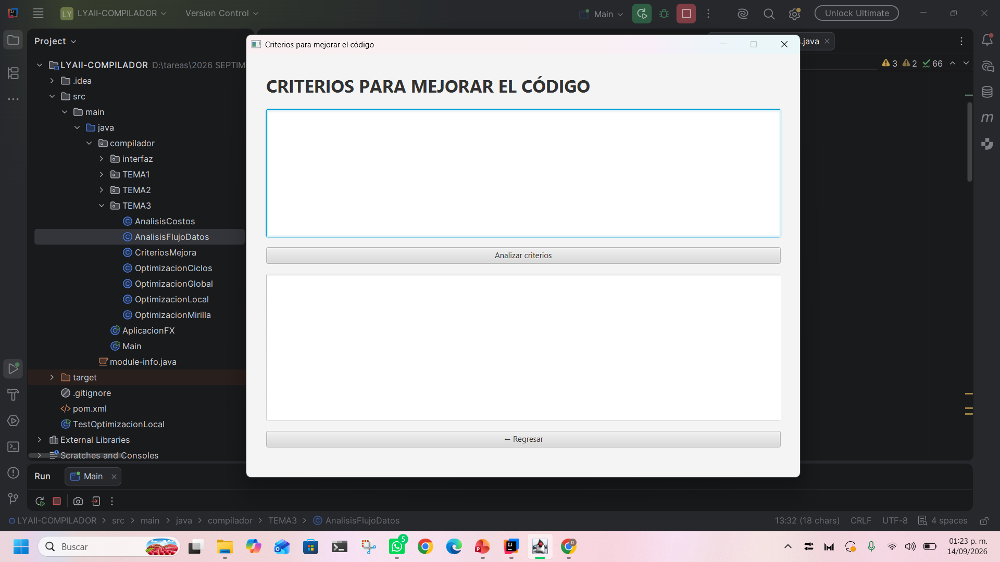 LY LYAII-COMPILADOR Version Control Main Unlock Ultimate
Project
.java
3 2 66
Criterios para mejorar el código
CRITERIOS PARA MEJORAR EL CÓDIGO
Analizar criterios
← Regresar
LYAII-COMPILADOR D:\tareas\2026 SEPTIM
.idea
src
main
java
compilador
interfaz
TEMA1
TEMA2
TEMA3
AnalisisCostos
AnalisisFlujoDatos
CriteriosMejora
OptimizacionCiclos
OptimizacionGlobal
OptimizacionLocal
OptimizacionMirilla
AplicacionFX
Main
module-info.java
target
.gitignore
pom.xml
TestOptimizacionLocal
External Libraries
Scratches and Consoles
Run Main
LYAII-COMPILADOR > src > main > java > compilador > TEMA3 > AnalisisFlujoDatos 13:32 (18 chars) CRLF UTF-8 4 spaces
Buscar
5
01:23 p. m.
14/09/2026